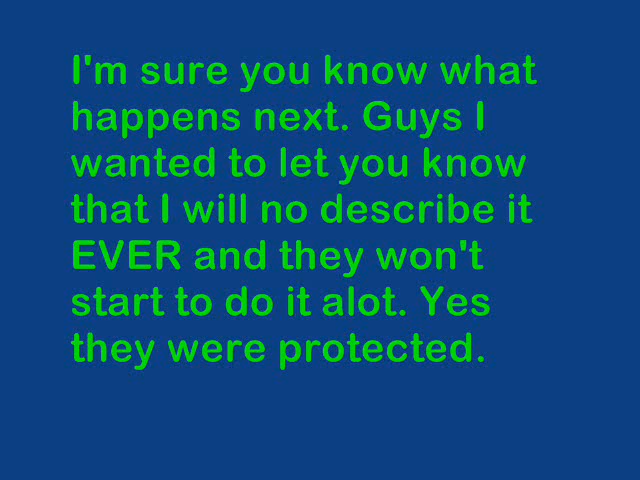 I'm sure you know what
happens next. Guys I
wanted to let you know
that I will no describe it
EVER and they won't
start to do it alot. Yes
they were protected.